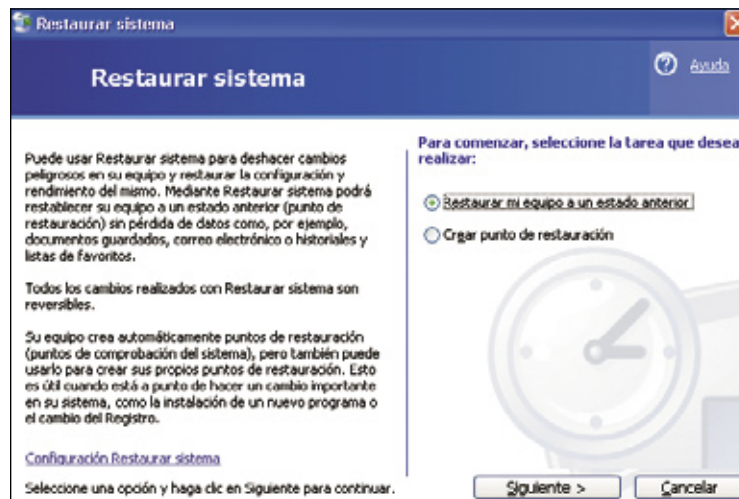 Restaurar sistema
Restaurar sistema
Ayuda
Puede usar Restaurar sistema para deshacer cambios
peligrosos en su equipo y restaurar la configuración y
rendimiento del mismo. Mediante Restaurar sistema podrá
restablecer su equipo a un estado anterior (punto de
restauración) sin pérdida de datos como, por ejemplo,
documentos guardados, correo electrónico o historiales y
listas de favoritos.
Todos los cambios realizados con Restaurar sistema son
reversibles.
Su equipo crea automáticamente puntos de restauración
(puntos de comprobación del sistema), pero también puede
usarlo para crear sus propios puntos de restauración. Esto
es útil cuando está a punto de hacer un cambio importante
en su sistema, como la instalación de un nuevo programa o
el cambio del Registro.
Configuración Restaurar sistema
Seleccione una opción y haga clic en Siguiente para continuar.
Para comenzar, seleccione la tarea que desea
realizar:
Restaurar mi equipo a un estado anterior
Crear punto de restauración
Siguiente >
Cancelar